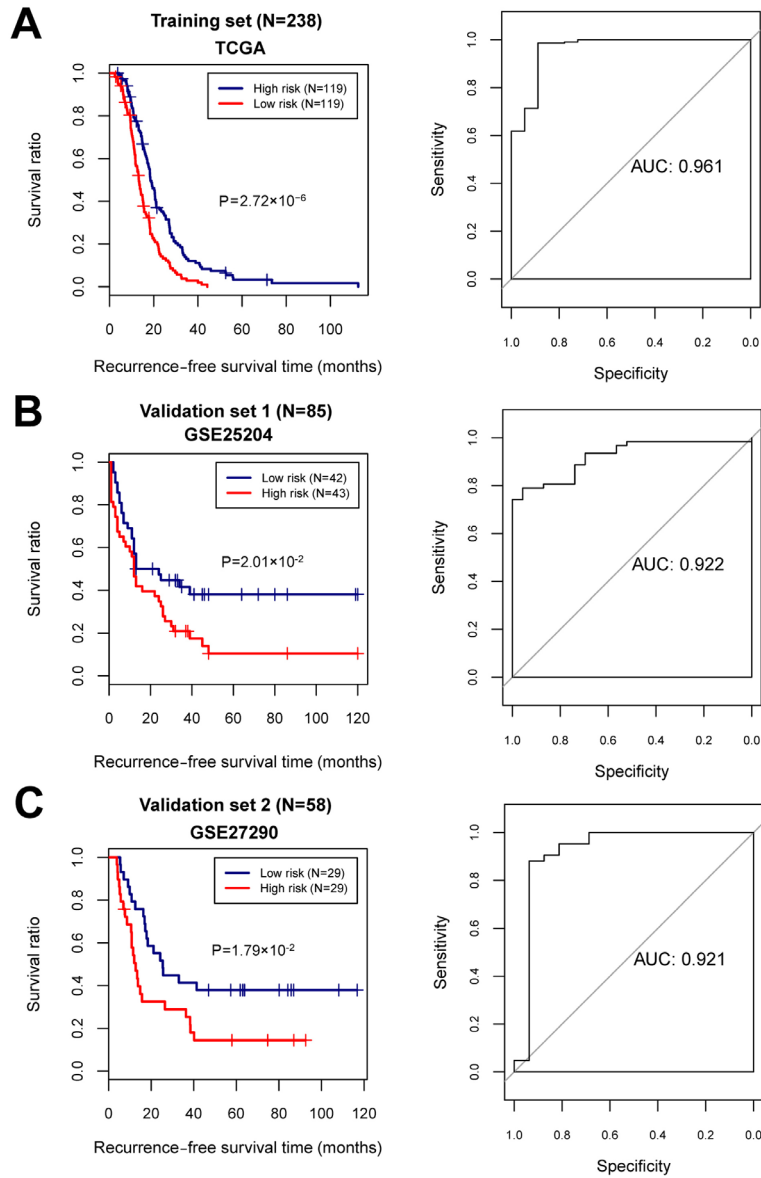 A
Training set (N=238)
TCGA
Survival ratio
1.0
0.8
0.6
0.4
0.2
0.0
High risk (N=119)
Low risk (N=119)
P=2.72×10⁻⁶
0 20 40 60 80 100
Recurrence-free survival time (months)
Sensitivity
1.0
0.8
0.6
0.4
0.2
0.0
AUC: 0.961
1.0 0.8 0.6 0.4 0.2 0.0
Specificity
B
Validation set 1 (N=85)
GSE25204
Survival ratio
1.0
0.8
0.6
0.4
0.2
0.0
Low risk (N=42)
High risk (N=43)
P=2.01×10⁻²
0 20 40 60 80 100 120
Recurrence-free survival time (months)
Sensitivity
1.0
0.8
0.6
0.4
0.2
0.0
AUC: 0.922
1.0 0.8 0.6 0.4 0.2 0.0
Specificity
C
Validation set 2 (N=58)
GSE27290
Survival ratio
1.0
0.8
0.6
0.4
0.2
0.0
Low risk (N=29)
High risk (N=29)
P=1.79×10⁻²
0 20 40 60 80 100 120
Recurrence-free survival time (months)
Sensitivity
1.0
0.8
0.6
0.4
0.2
0.0
AUC: 0.921
1.0 0.8 0.6 0.4 0.2 0.0
Specificity